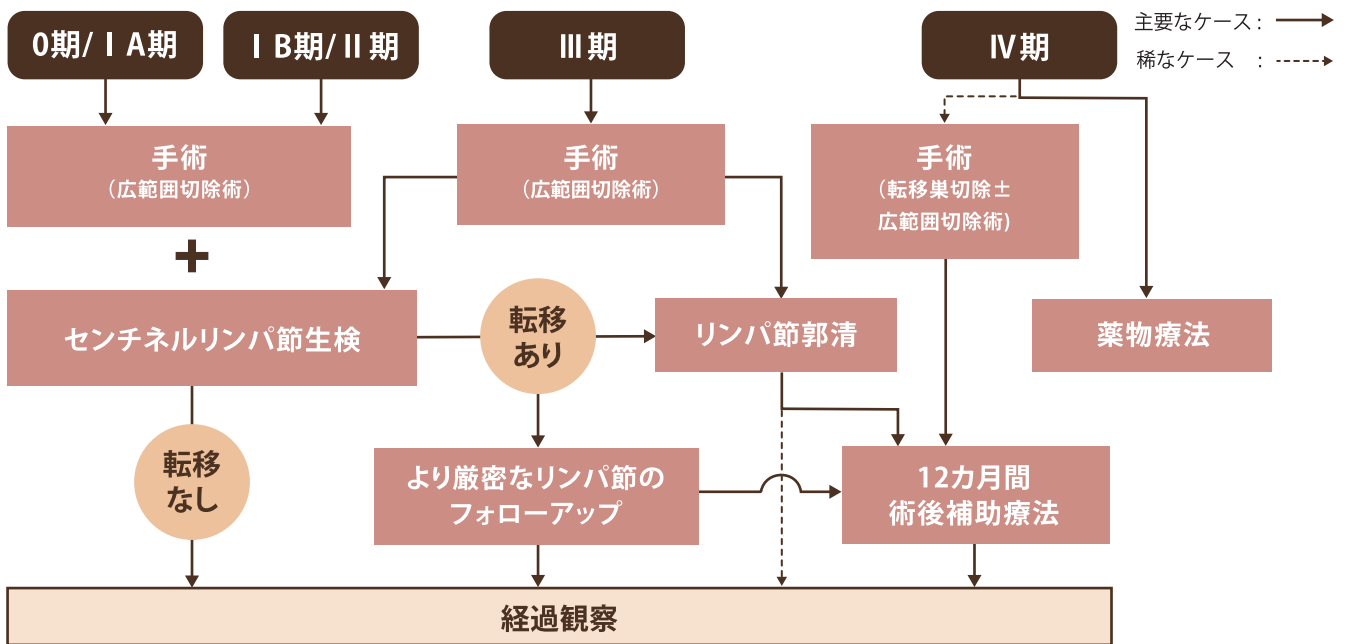 0期/ⅠA期
ⅠB期/Ⅱ期
Ⅲ期
Ⅳ期
主要なケース：
稀なケース　：
手術
（広範囲切除術）
手術
（広範囲切除術）
手術
（転移巣切除±
広範囲切除術)
+
センチネルリンパ節生検
転移
あり
リンパ節郭清
薬物療法
転移
なし
より厳密なリンパ節の
フォローアップ
12カ月間
術後補助療法
経過観察